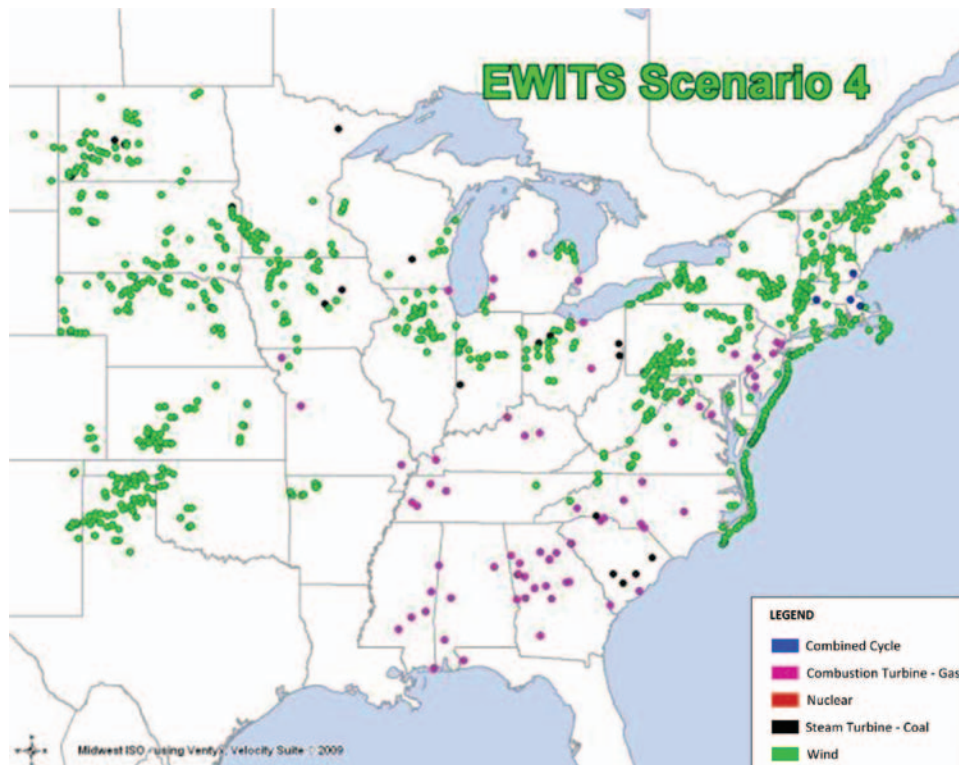 EWITS Scenario 4
LEGEND
Combined Cycle
Combustion Turbine - Gas
Nuclear
Steam Turbine - Coal
Wind
Midwest ISO - using Ventyx, Velocity Suite © 2009